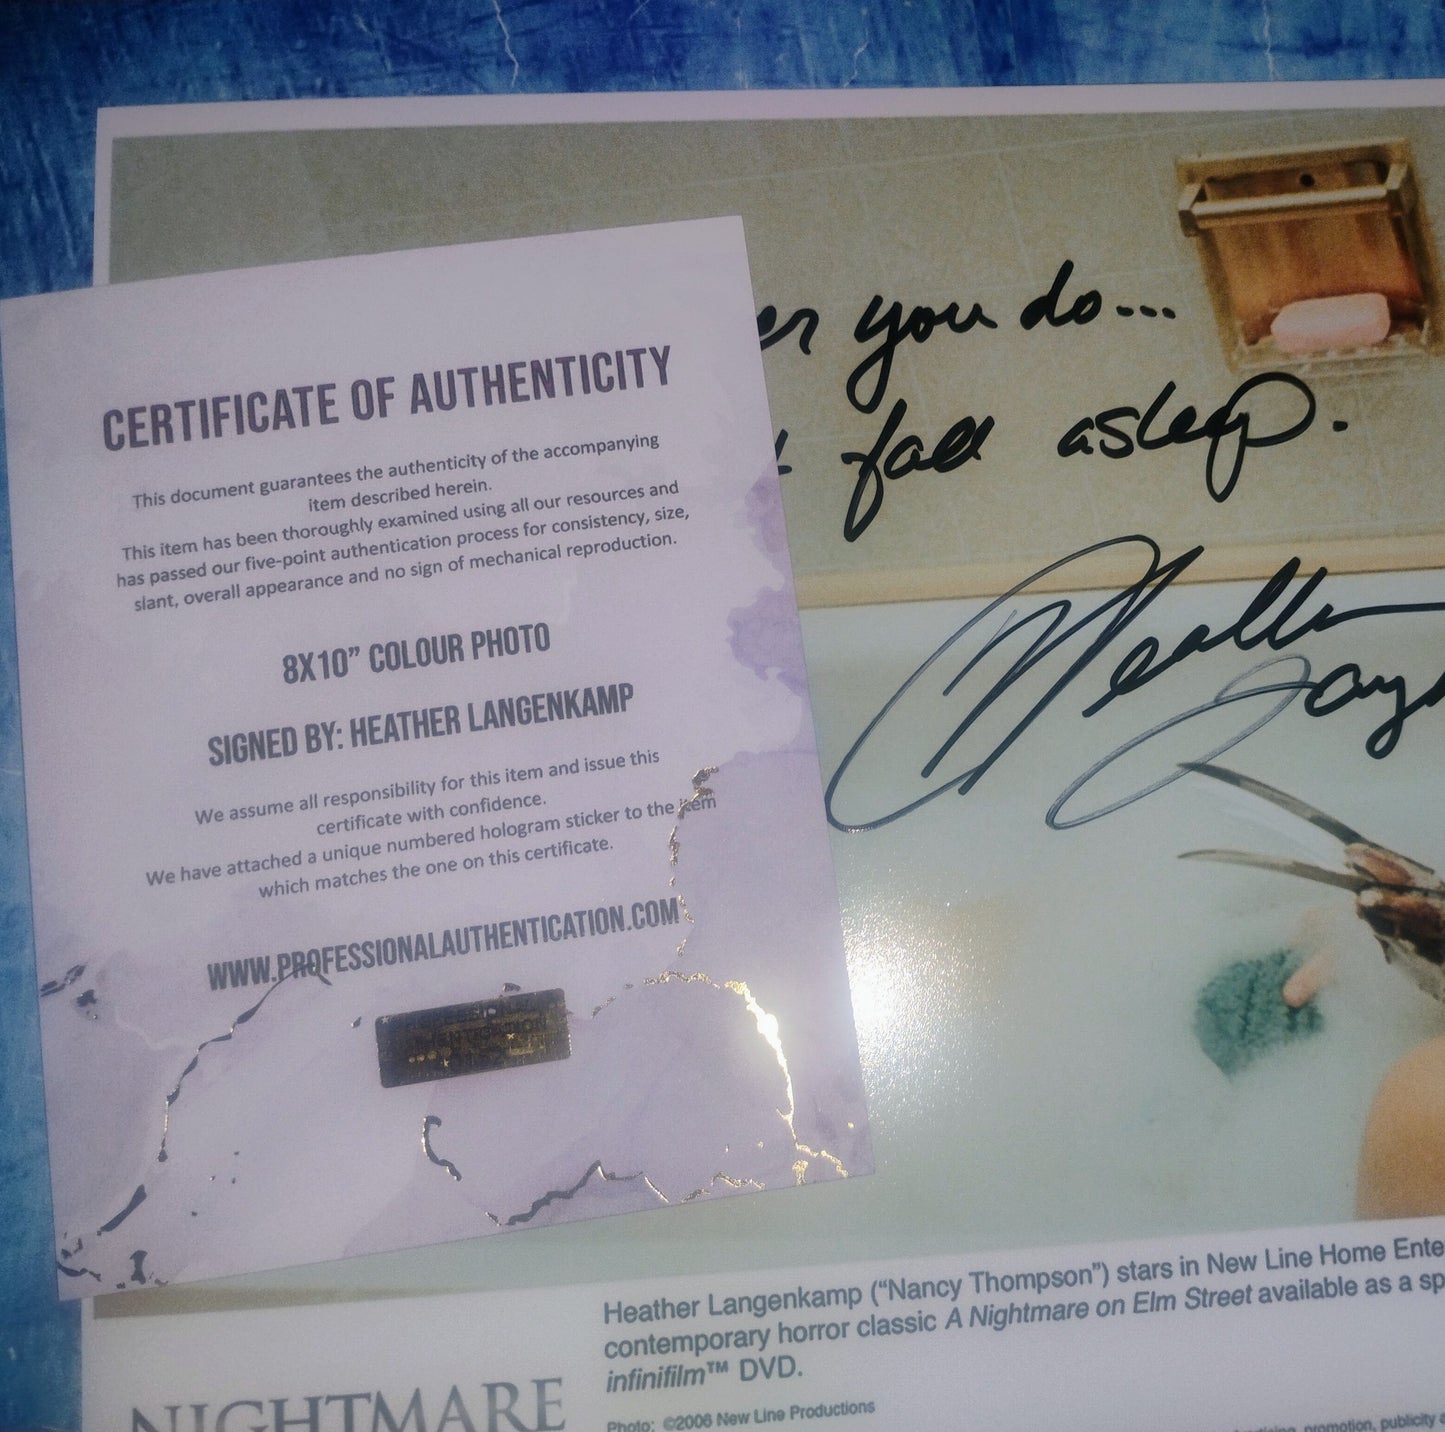 er you do...
fall asleep.
Heather
Lang
CERTIFICATE OF AUTHENTICITY
This document guarantees the authenticity of the accompanying
item described herein.
This item has been thoroughly examined using all our resources and
has passed our five-point authentication process for consistency, size,
slant, overall appearance and no sign of mechanical reproduction.
8X10” COLOUR PHOTO
SIGNED BY: HEATHER LANGENKAMP
We assume all responsibility for this item and issue this
certificate with confidence.
We have attached a unique numbered hologram sticker to the item
which matches the one on this certificate.
WWW.PROFESSIONALAUTHENTICATION.COM
Heather Langenkamp (“Nancy Thompson”) stars in New Line Home Ente
contemporary horror classic A Nightmare on Elm Street available as a sp
infinifilm™ DVD.
Photo: ©2006 New Line Productions
promotion, publicity
NIGHTMARE